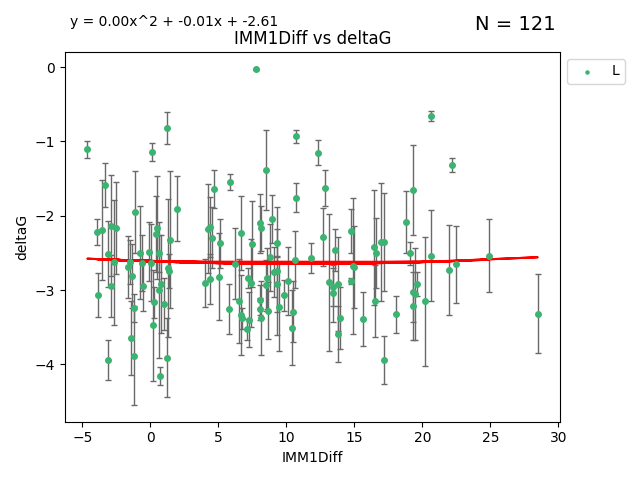 y = 0.00x^2 + -0.01x + -2.61
N = 121
IMM1Diff vs deltaG
L
0
−1
−2
−3
−4
deltaG
−5
0
5
10
15
20
25
30
IMM1Diff